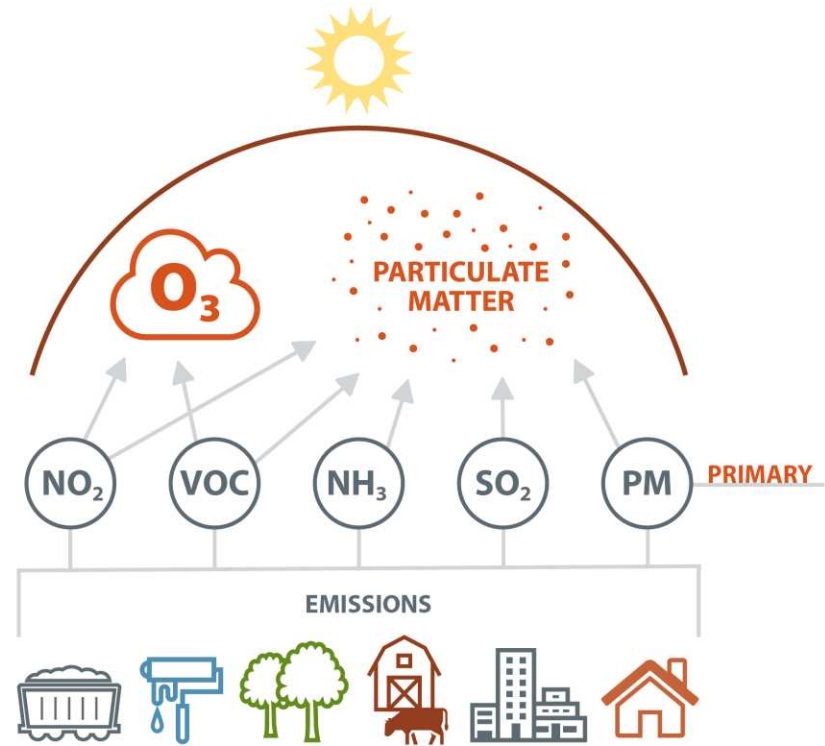 O₃
PARTICULATE
MATTER
NO₂
VOC
NH₃
SO₂
PM
PRIMARY
EMISSIONS